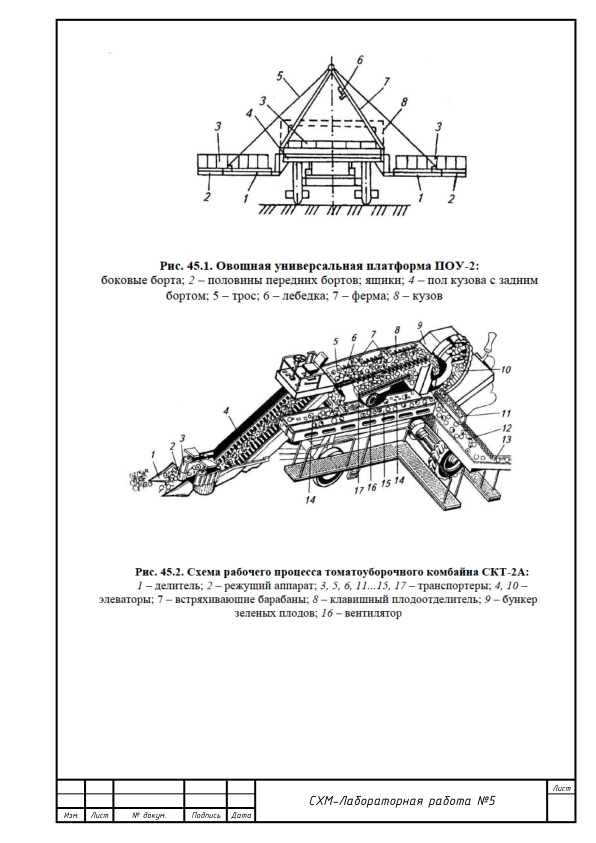 6
5
7
3
8
4
3
3
2
1
1
2
Рис. 45.1. Овощная универсальная платформа ПОУ-2:
боковые борта; 2 – половины передних бортов; ящики; 4 – пол кузова с задним
бортом; 5 – трос; 6 – лебедка; 7 – ферма; 8 – кузов
9
8
7
6
5
10
4
11
12
13
3
2
1
14
17 16 15 14
Рис. 45.2. Схема рабочего процесса томатоуборочного комбайна СКТ-2А:
1 – делитель; 2 – режущий аппарат; 3, 5, 6, 11...15, 17 – транспортеры; 4, 10 –
элеваторы; 7 – встряхивающие барабаны; 8 – клавишный плодоотделитель; 9 – бункер
зеленых плодов; 16 – вентилятор
СХМ-Лабораторная работа №5
Лист
Изм. Лист № докум. Подпись Дата